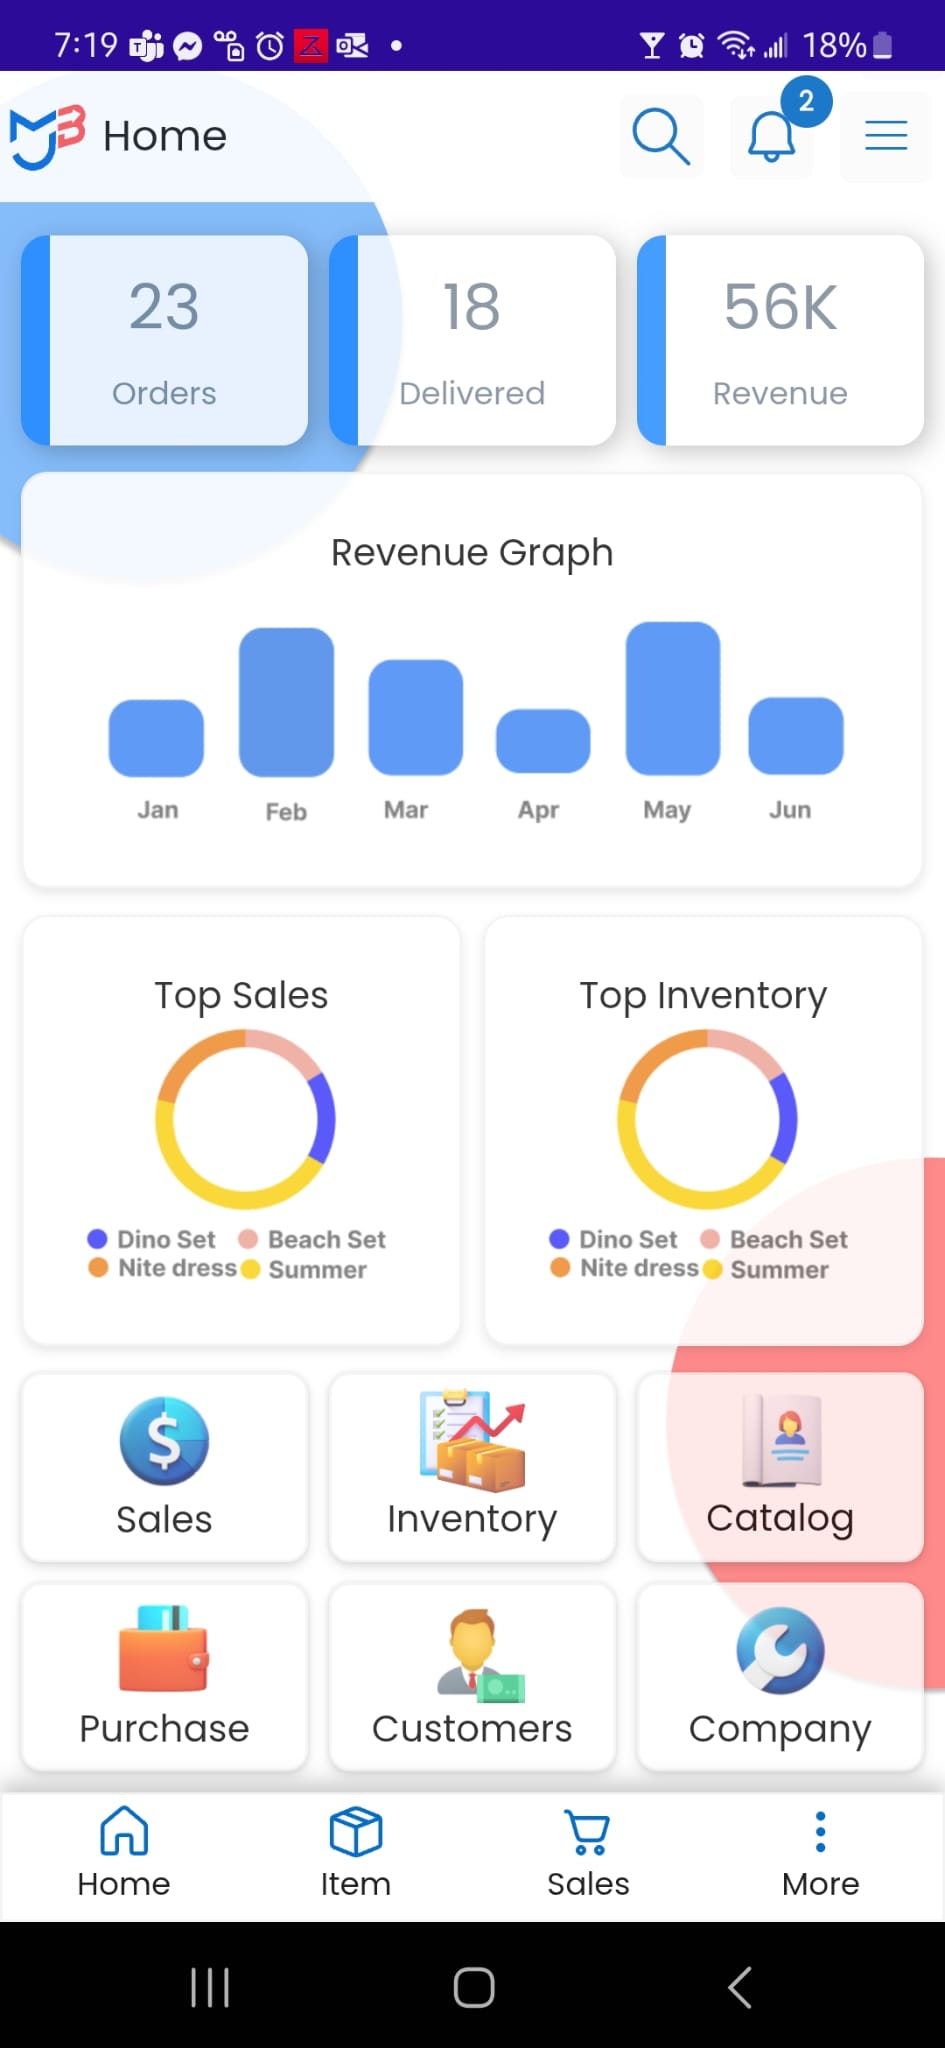 7:19 18%
MJB Home 2
23 18 56K
Orders Delivered Revenue
Revenue Graph
Jan Feb Mar Apr May Jun
Top Sales Top Inventory
Dino Set Beach Set Dino Set Beach Set
Nite dress Summer Nite dress Summer
$
Sales Inventory Catalog
Purchase Customers Company
Home Item Sales More